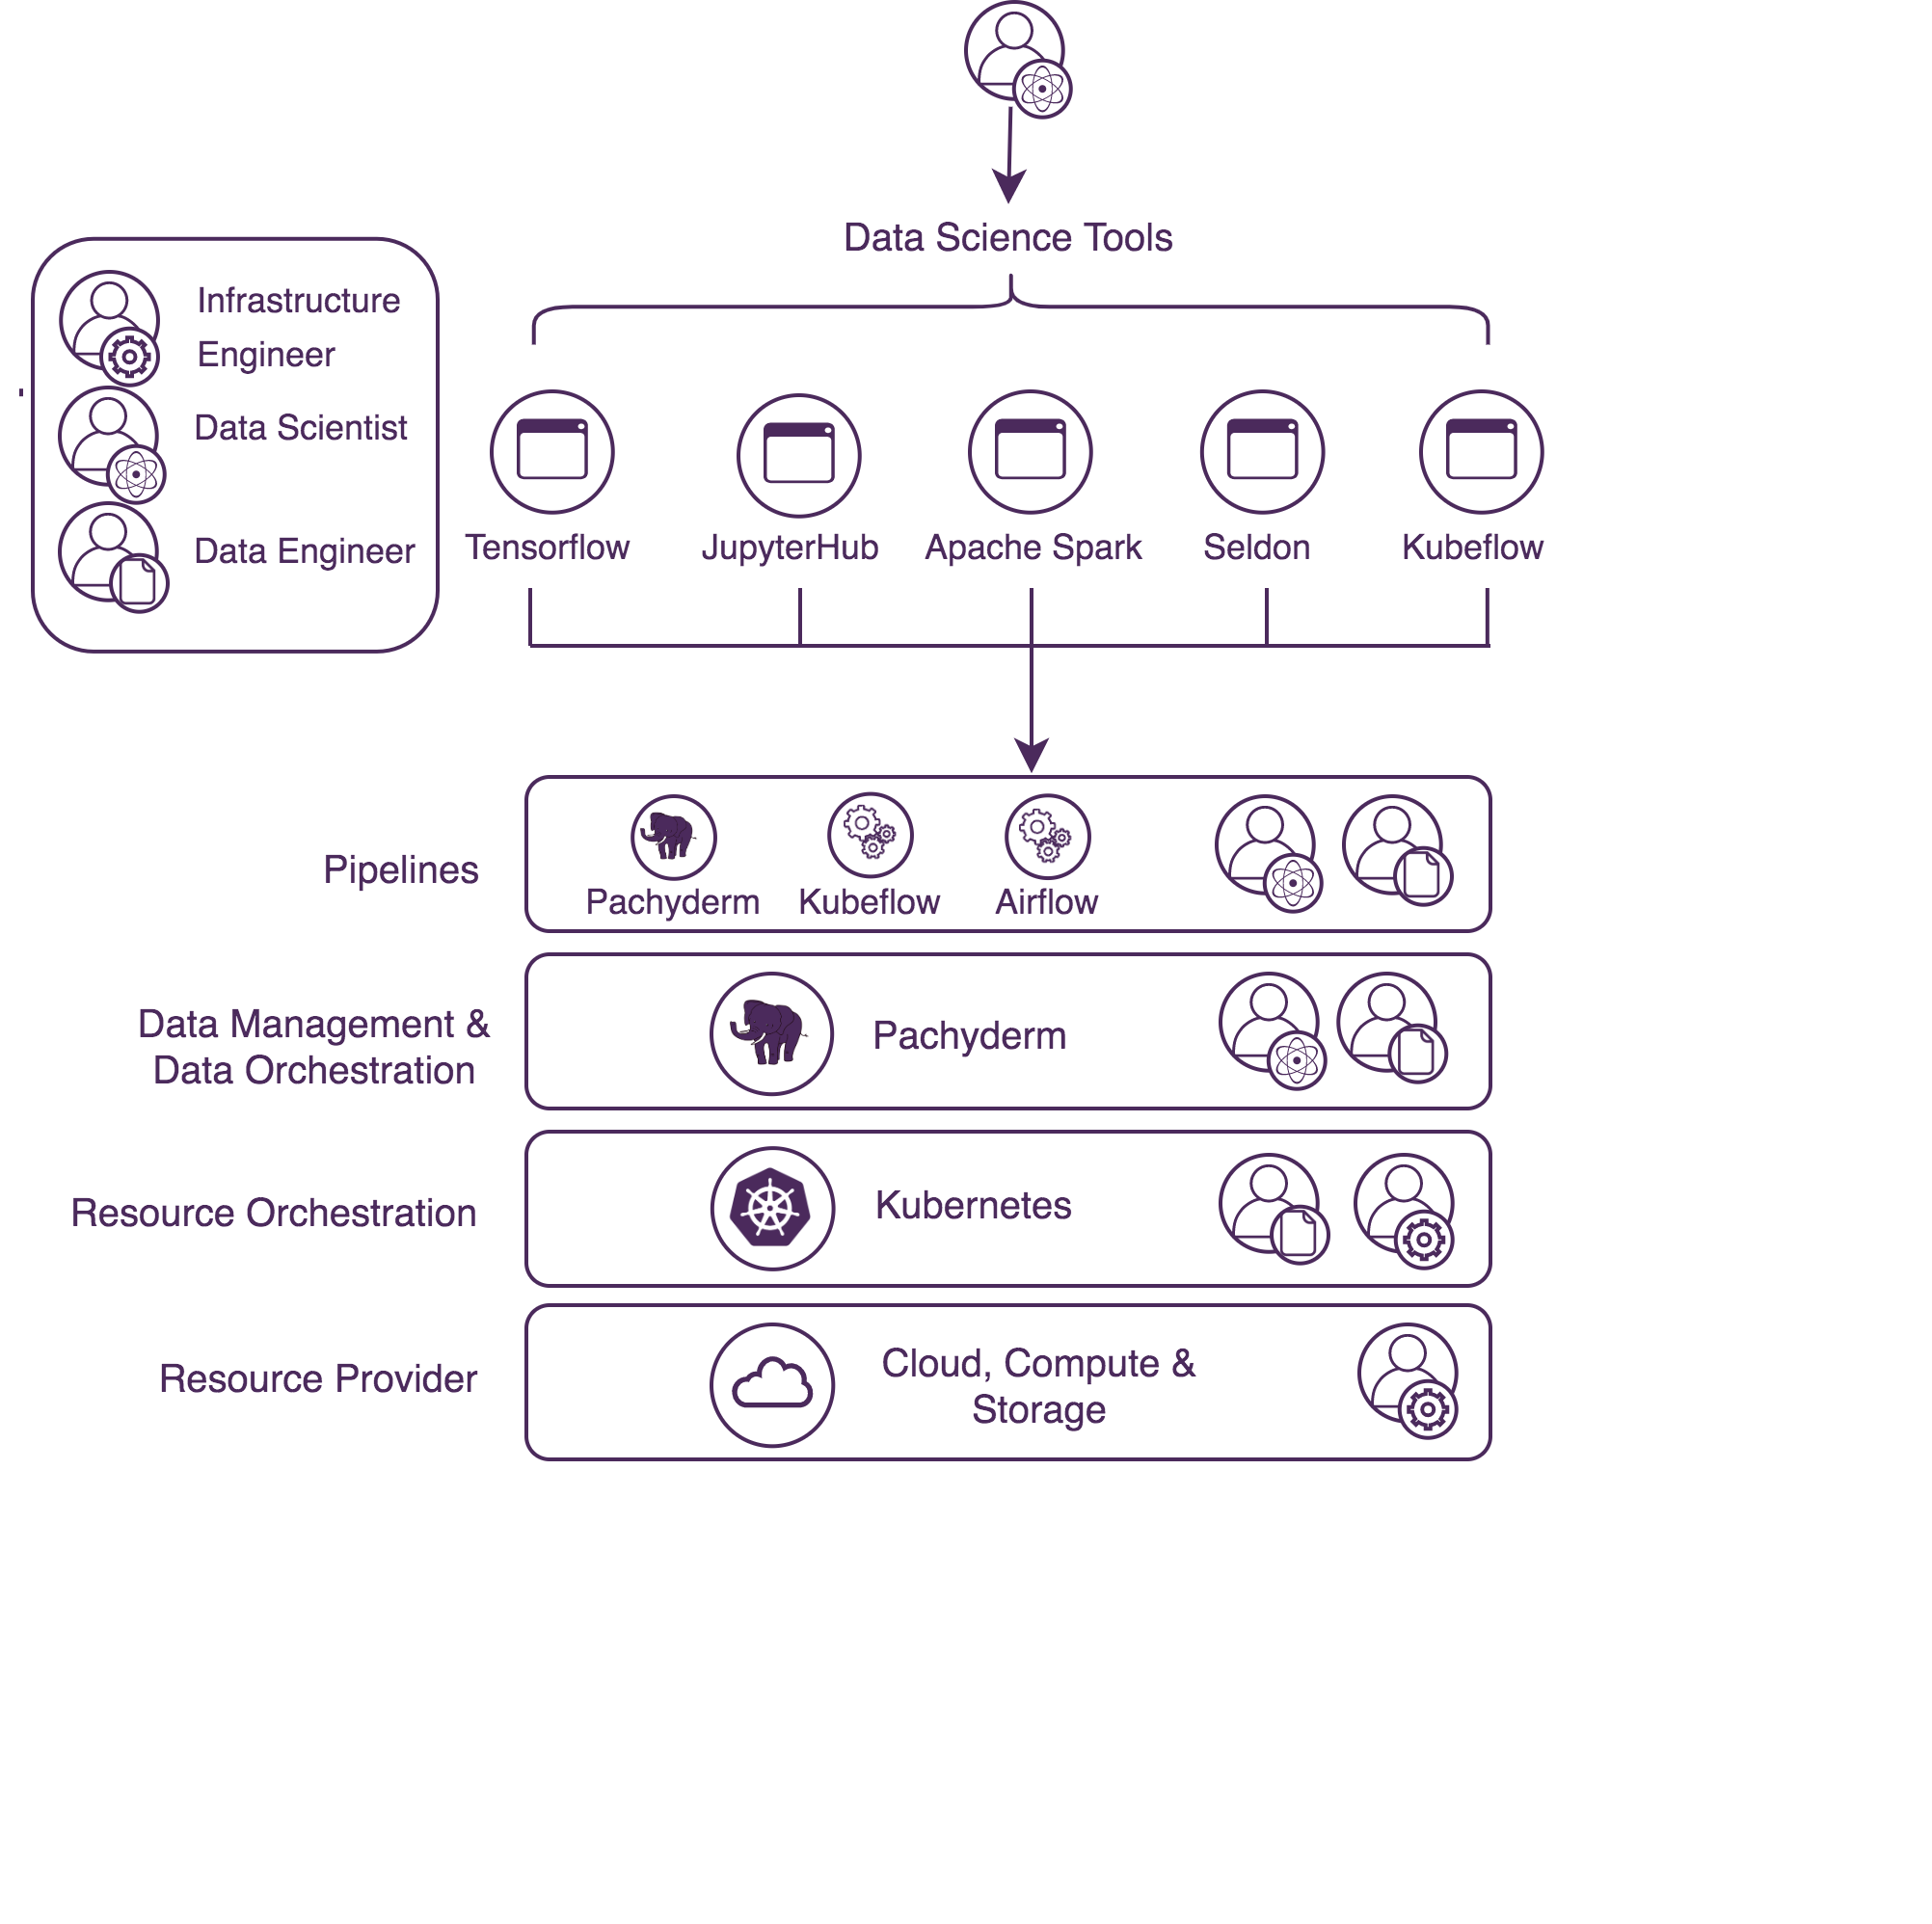 Data Science Tools
Infrastructure
Engineer
Data Scientist
Data Engineer
Tensorflow
JupyterHub
Apache Spark
Seldon
Kubeflow
Pipelines
Pachyderm
Kubeflow
Airflow
Data Management &
Data Orchestration
Pachyderm
Resource Orchestration
Kubernetes
Resource Provider
Cloud, Compute &
Storage